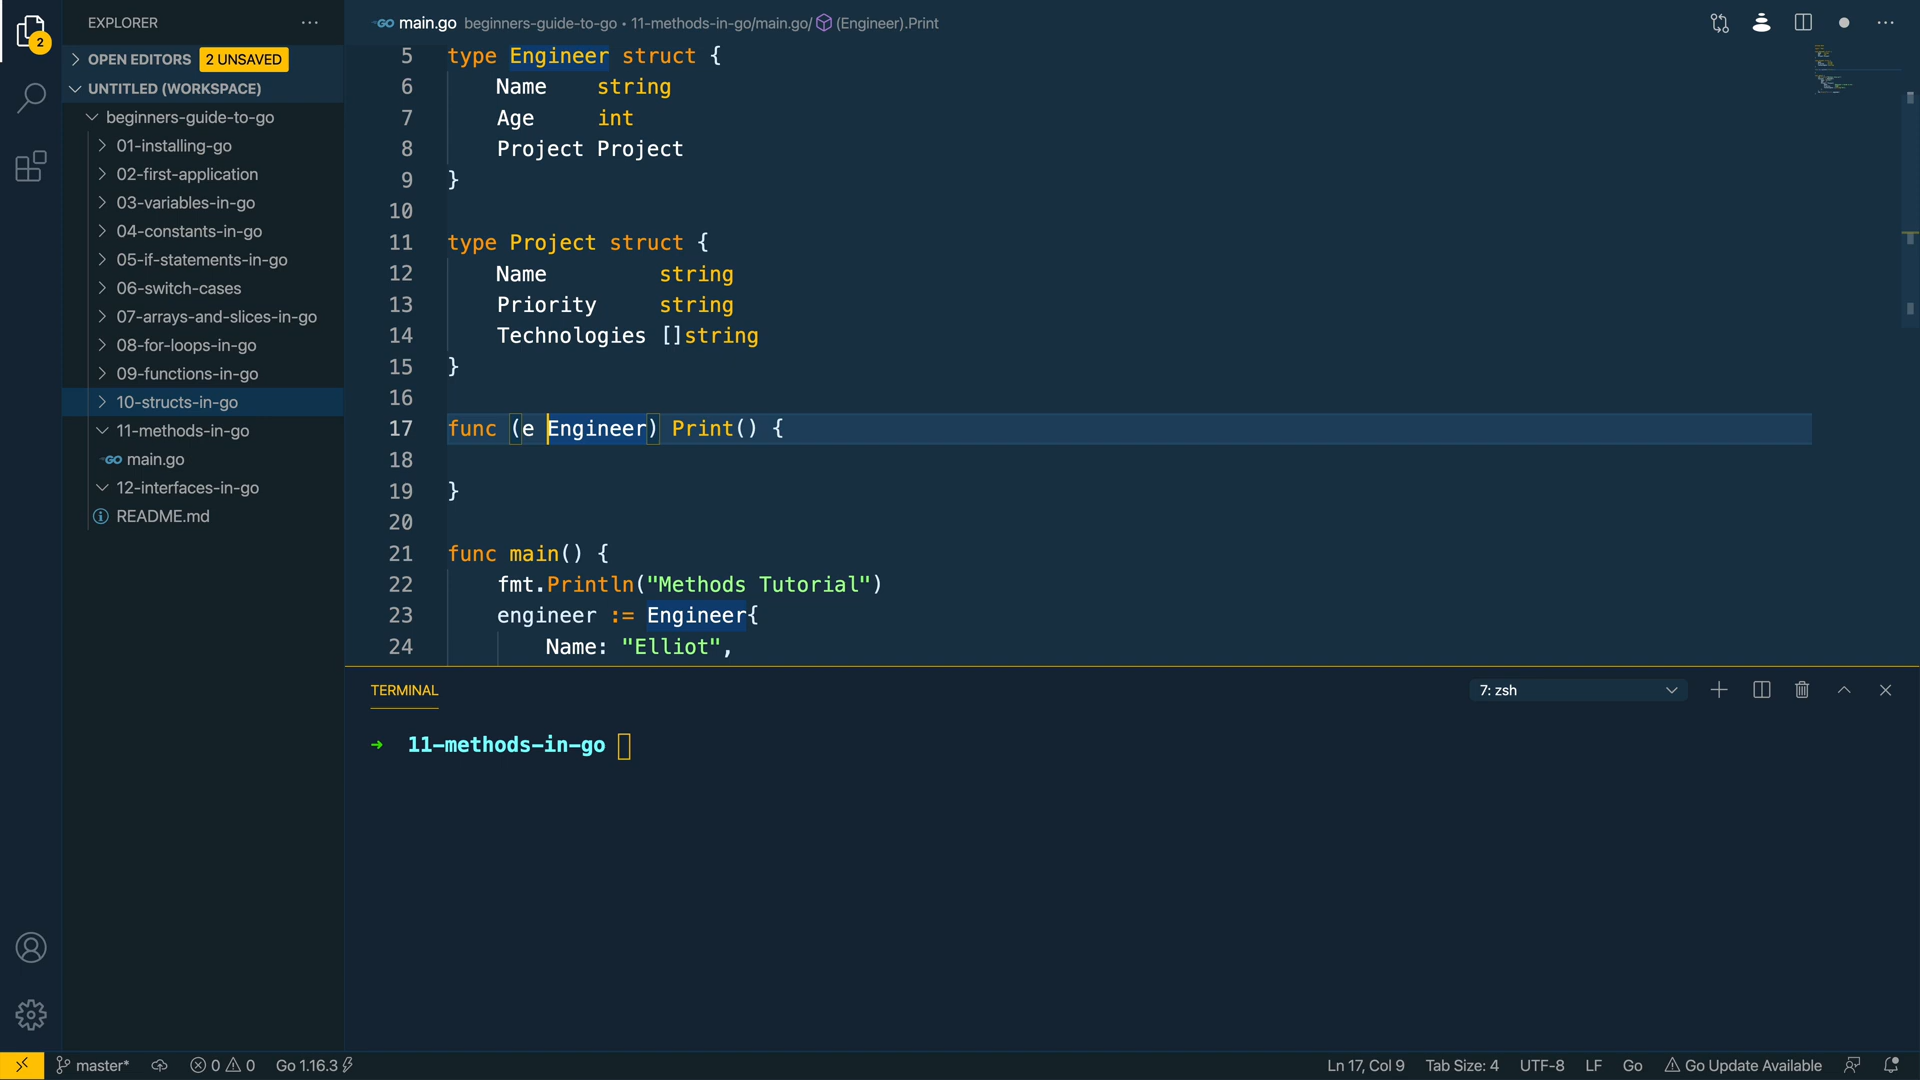 EXPLORER
OPEN EDITORS 2 UNSAVED
UNTITLED (WORKSPACE)
beginners-guide-to-go
01-installing-go
02-first-application
03-variables-in-go
04-constants-in-go
05-if-statements-in-go
06-switch-cases
07-arrays-and-slices-in-go
08-for-loops-in-go
09-functions-in-go
10-structs-in-go
11-methods-in-go
GO main.go
12-interfaces-in-go
README.md
2
GO main.go beginners-guide-to-go • 11-methods-in-go/main.go/ (Engineer).Print
5 type Engineer struct {
6 Name string
7 Age int
8 Project Project
9 }
10
11 type Project struct {
12 Name string
13 Priority string
14 Technologies []string
15 }
16
17 func (e Engineer) Print() {
18
19 }
20
21 func main() {
22 fmt.Println("Methods Tutorial")
23 engineer := Engineer{
24 Name: "Elliot",
TERMINAL
7: zsh
→ 11-methods-in-go
master* 0 0 Go 1.16.3 Ln 17, Col 9 Tab Size: 4 UTF-8 LF Go Go Update Available